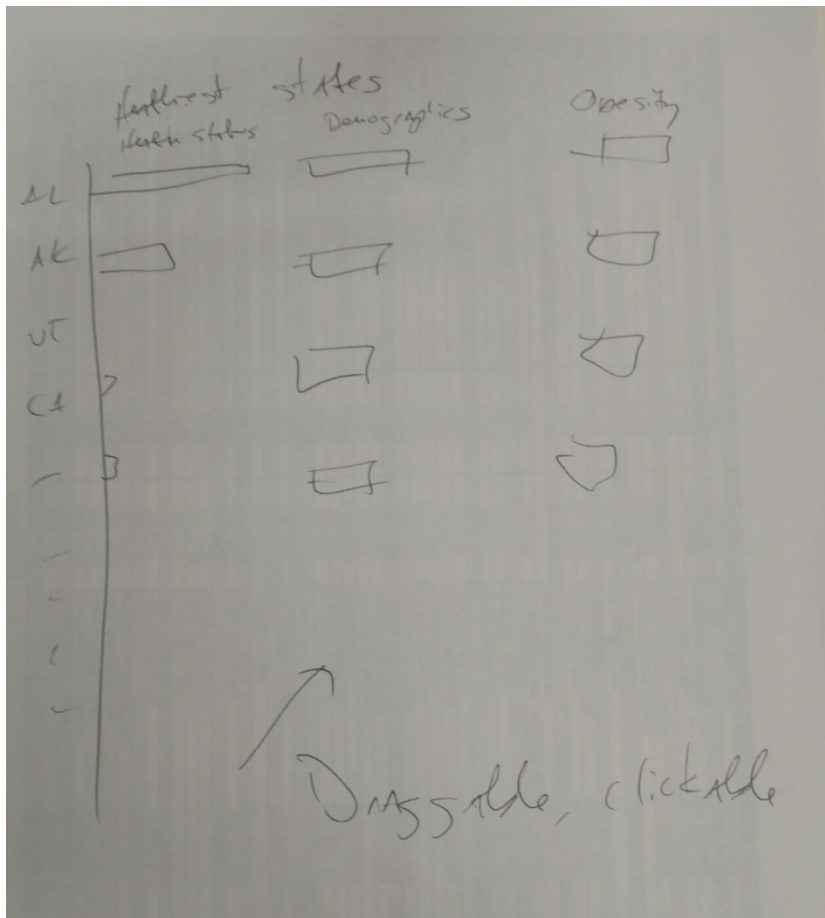 Healthiest states
Health status
Demographics
Obesity
AL
AK
UT
CA
Draggable, clickable